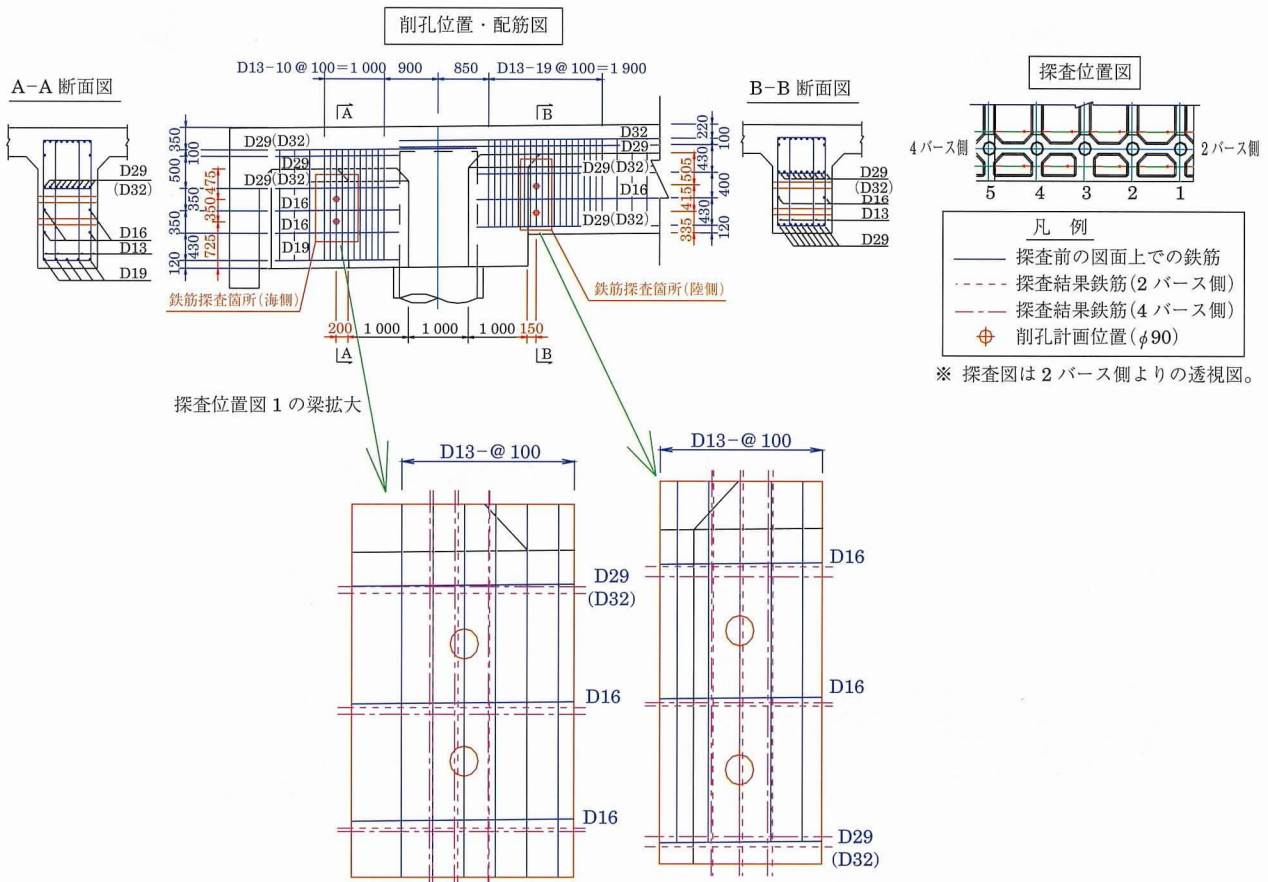 削孔位置・配筋図
D13-10@100=1 000
900
850
D13-19@100=1 900
A-A 断面図
D29
(D32)
D16
D13
D19
350
100
500
350
350
430
120
475
350
725
A
B
D29(D32)
D29
D29(D32)
D16
D16
D19
D32
D29
D29(D32)
D16
D29(D32)
220
100
430
400
430
120
505
415
335
鉄筋探査箇所(海側)
鉄筋探査箇所(陸側)
200
1 000
1 000
1 000
150
A
B
B-B 断面図
D29
(D32)
D16
D13
D29
探査位置図
4 バース側
2 バース側
5
4
3
2
1
凡 例
探査前の図面上での鉄筋
探査結果鉄筋(2 バース側)
探査結果鉄筋(4 バース側)
削孔計画位置(φ90)
※ 探査図は 2 バース側よりの透視図。
探査位置図 1 の梁拡大
D13-@100
D29
(D32)
D16
D16
D13-@100
D16
D16
D29
(D32)